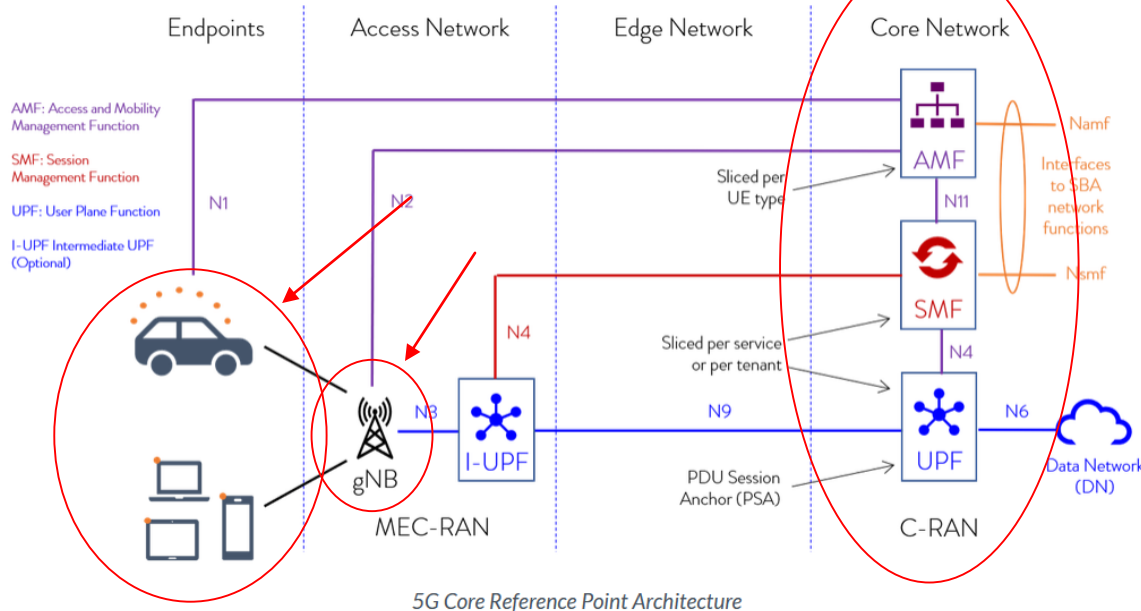 Endpoints
Access Network
Edge Network
Core Network
AMF: Access and Mobility
Management Function
SMF: Session
Management Function
UPF: User Plane Function
I-UPF Intermediate UPF
(Optional)
N1
N2
AMF
Sliced per
UE type
N11
Namf
Interfaces
to SBA
network
functions
Nsmf
SMF
N4
Sliced per service
or per tenant
N4
N3
I-UPF
N9
UPF
N6
Data Network
(DN)
gNB
PDU Session
Anchor (PSA)
MEC-RAN
C-RAN
5G Core Reference Point Architecture